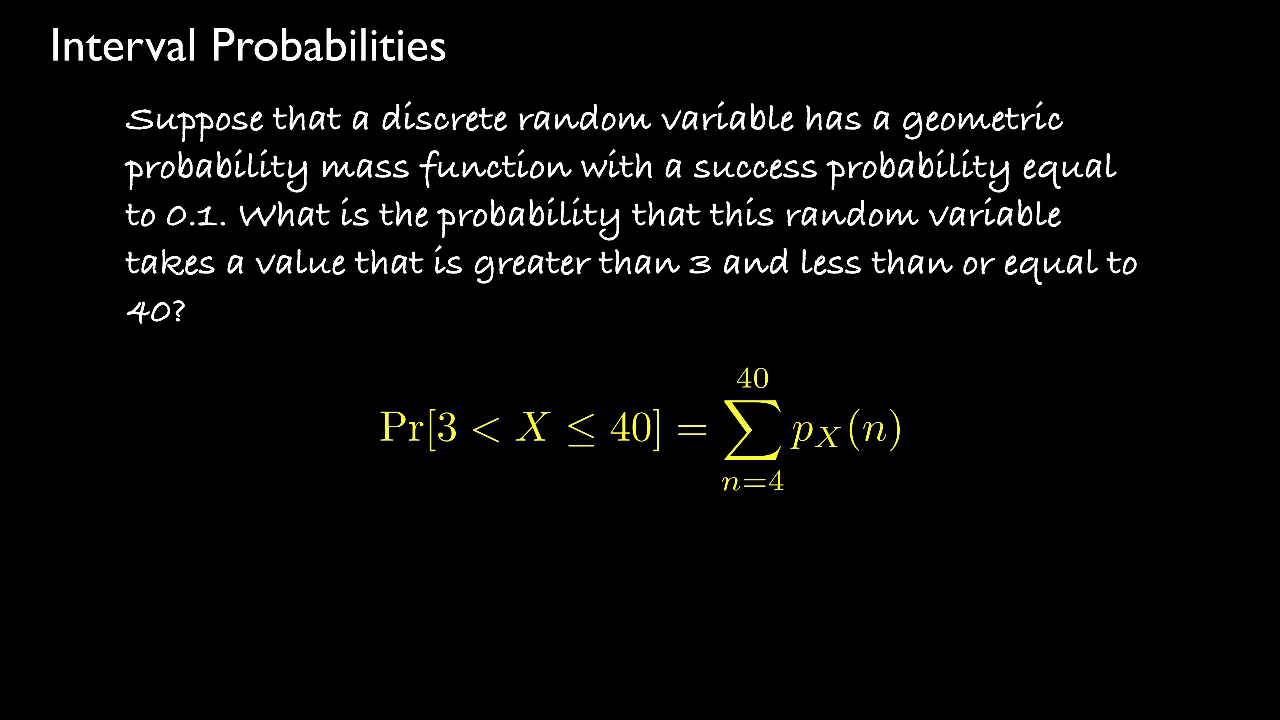 Interval Probabilities
Suppose that a discrete random variable has a geometric
probability mass function with a success probability equal
to 0.1. What is the probability that this random variable
takes a value that is greater than 3 and less than or equal to
40?
Pr[3 < X ≤ 40] = ∑_{n=4}^{40} p_X(n)